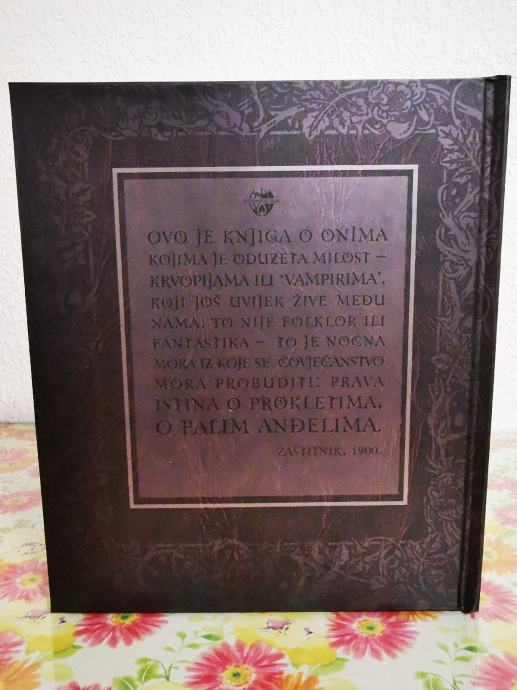 OVO JE KNJIGA O ONIMA
KOJIMA JE ODUZETA MILOST –
KRVOPIJAMA ILI 'VAMPIRIMA',
KOJI JOŠ UVIJEK ŽIVE MEĐU
NAMA. TO NIJE FOLKLOR ILI
FANTASTIKA – TO JE NOĆNA
MORA IZ KOJE SE ČOVJEČANSTVO
MORA PROBUDITI: PRAVA
ISTINA O PROKLETIMA,
O PALIM ANĐELIMA.
ZAŠTITNIK, 1900.